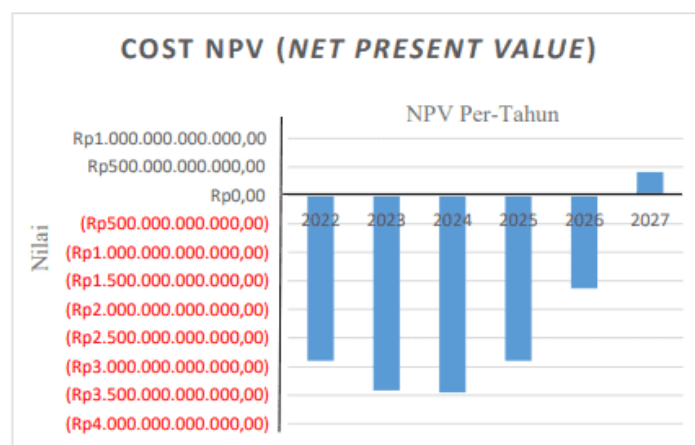 COST NPV (NET PRESENT VALUE)
NPV Per-Tahun
Nilai
Rp1.000.000.000.000,00
Rp500.000.000.000,00
Rp0,00
(Rp500.000.000.000,00)
(Rp1.000.000.000.000,00)
(Rp1.500.000.000.000,00)
(Rp2.000.000.000.000,00)
(Rp2.500.000.000.000,00)
(Rp3.000.000.000.000,00)
(Rp3.500.000.000.000,00)
(Rp4.000.000.000.000,00)
2022 2023 2024 2025 2026 2027